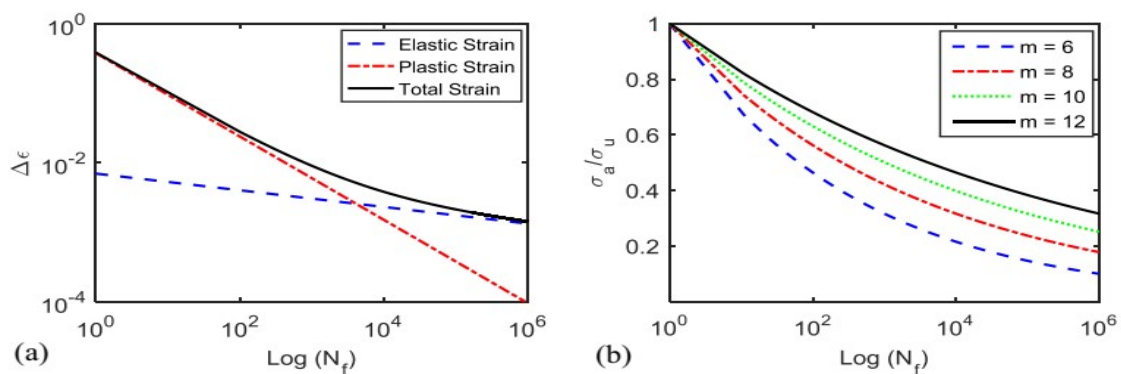 10^0
10^-2
10^-4
Δϵ
Elastic Strain
Plastic Strain
Total Strain
10^0 10^2 10^4 10^6
Log (N_f)
(a)
1
0.8
0.6
0.4
0.2
σ_a/σ_u
m = 6
m = 8
m = 10
m = 12
10^0 10^2 10^4 10^6
Log (N_f)
(b)